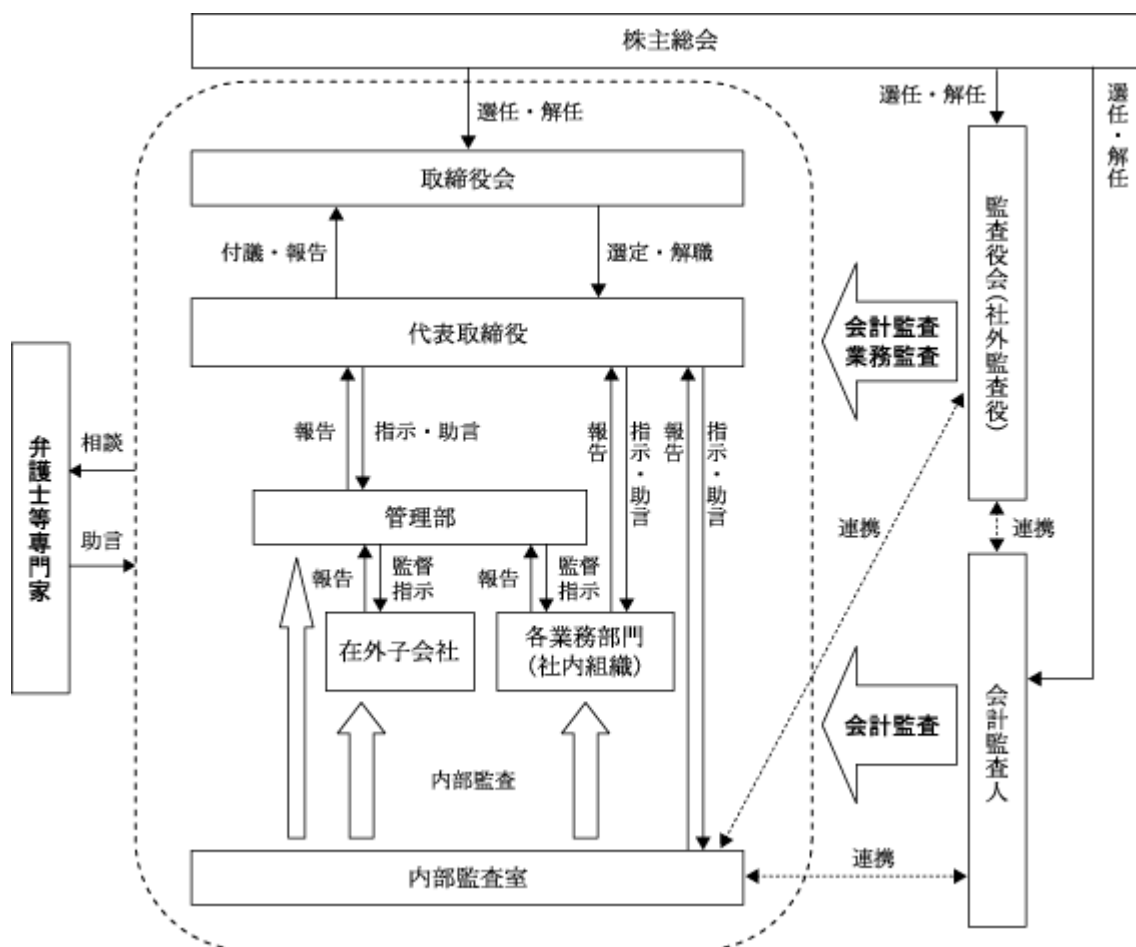 株主総会
選任・解任
選任・解任
選任・解任
取締役会
付議・報告
選定・解職
代表取締役
監査役会(社外監査役)
会計監査
業務監査
弁護士等専門家
相談
助言
報告
指示・助言
報告
指示・助言
報告
指示・助言
管理部
連携
連携
報告
監督
指示
報告
監督
指示
在外子会社
各業務部門
(社内組織)
会計監査
会計監査人
内部監査
内部監査室
連携